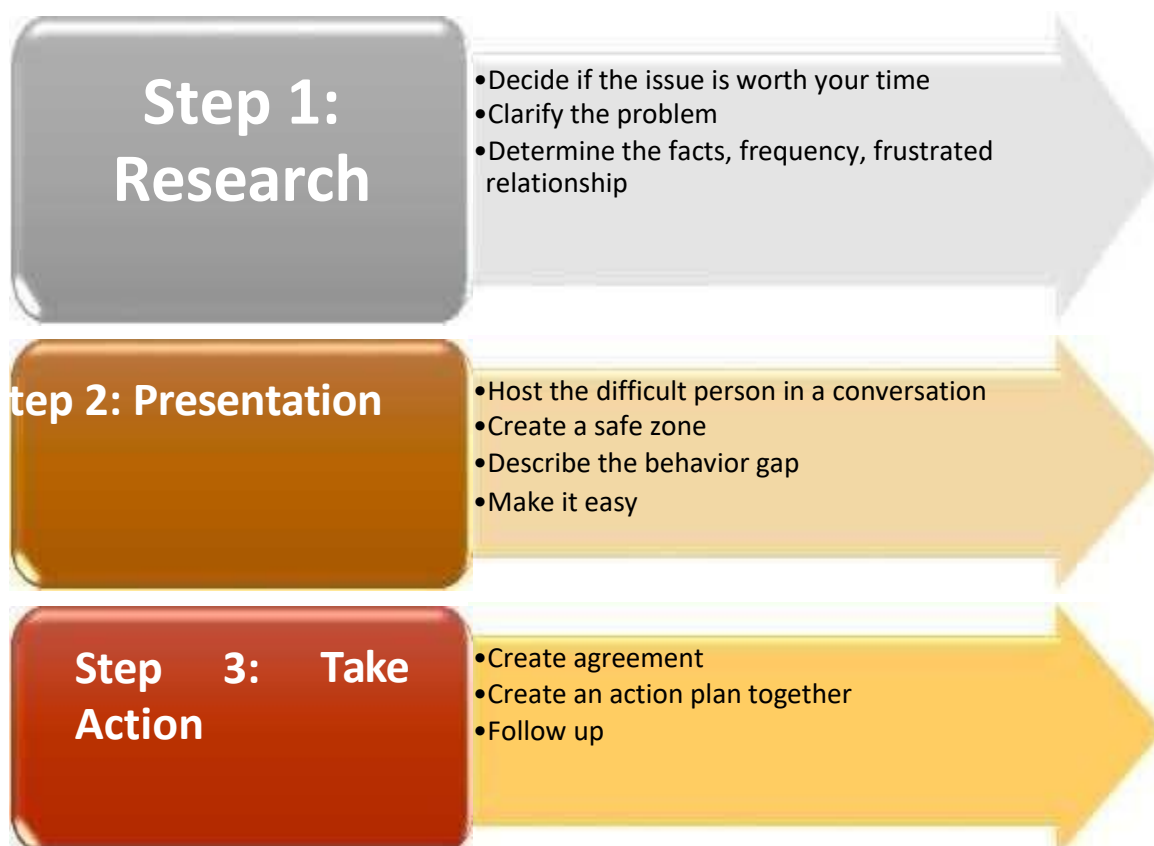 Step 1:
Research
•Decide if the issue is worth your time
•Clarify the problem
•Determine the facts, frequency, frustrated
relationship
tep 2: Presentation
•Host the difficult person in a conversation
•Create a safe zone
•Describe the behavior gap
•Make it easy
Step 3: Take
Action
•Create agreement
•Create an action plan together
•Follow up